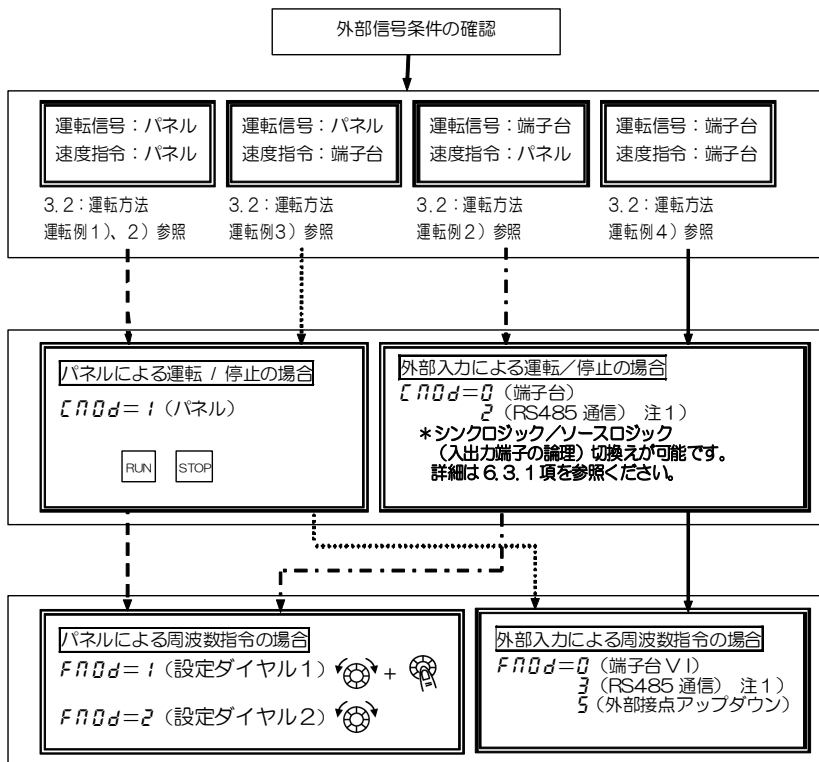 外部信号条件の確認
運転信号：パネル
速度指令：パネル
運転信号：パネル
速度指令：端子台
運転信号：端子台
速度指令：パネル
運転信号：端子台
速度指令：端子台
3.2：運転方法
運転例1）、2）参照
3.2：運転方法
運転例3）参照
3.2：運転方法
運転例2）参照
3.2：運転方法
運転例4）参照
パネルによる運転 / 停止の場合
CMOd＝1（パネル）
RUN STOP
外部入力による運転／停止の場合
CMOd＝0（端子台）
2（RS485 通信） 注1）
＊シンクロジック／ソースロジック
（入出力端子の論理）切換えが可能です。
詳細は6.3.1項を参照ください。
パネルによる周波数指令の場合
FMOd＝1（設定ダイヤル1） +
FMOd＝2（設定ダイヤル2）
外部入力による周波数指令の場合
FMOd＝0（端子台VI）
3（RS485 通信） 注1）
5（外部接点アップダウン）